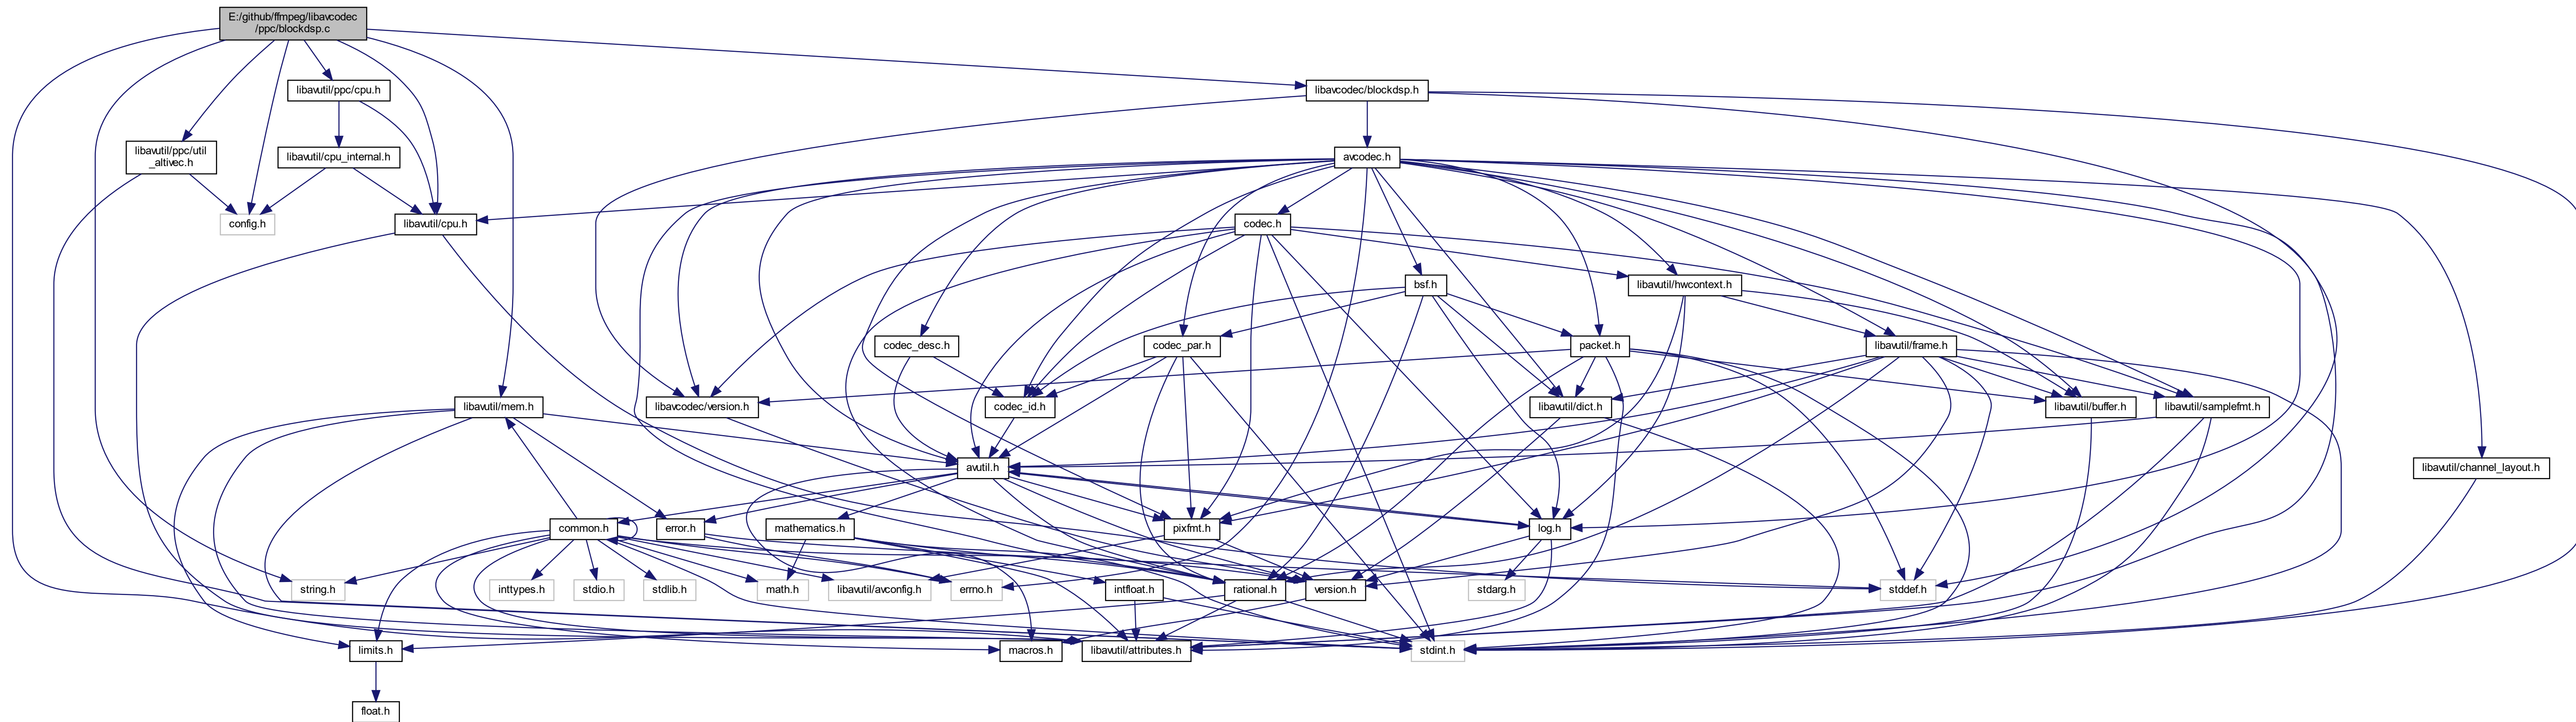 E:/github/ffmpeg/libavcodec
/ppc/blockdsp.c
libavutil/ppc/cpu.h
libavcodec/blockdsp.h
libavutil/ppc/util
_altivec.h
libavutil/cpu_internal.h
avcodec.h
config.h
libavutil/cpu.h
codec.h
bsf.h
libavutil/hwcontext.h
codec_desc.h
codec_par.h
packet.h
libavutil/frame.h
libavutil/mem.h
libavcodec/version.h
codec_id.h
libavutil/dict.h
libavutil/buffer.h
libavutil/samplefmt.h
avutil.h
libavutil/channel_layout.h
common.h
error.h
mathematics.h
pixfmt.h
log.h
string.h
inttypes.h
stdio.h
stdlib.h
math.h
libavutil/avconfig.h
errno.h
intfloat.h
rational.h
version.h
stdarg.h
stddef.h
limits.h
macros.h
libavutil/attributes.h
stdint.h
float.h